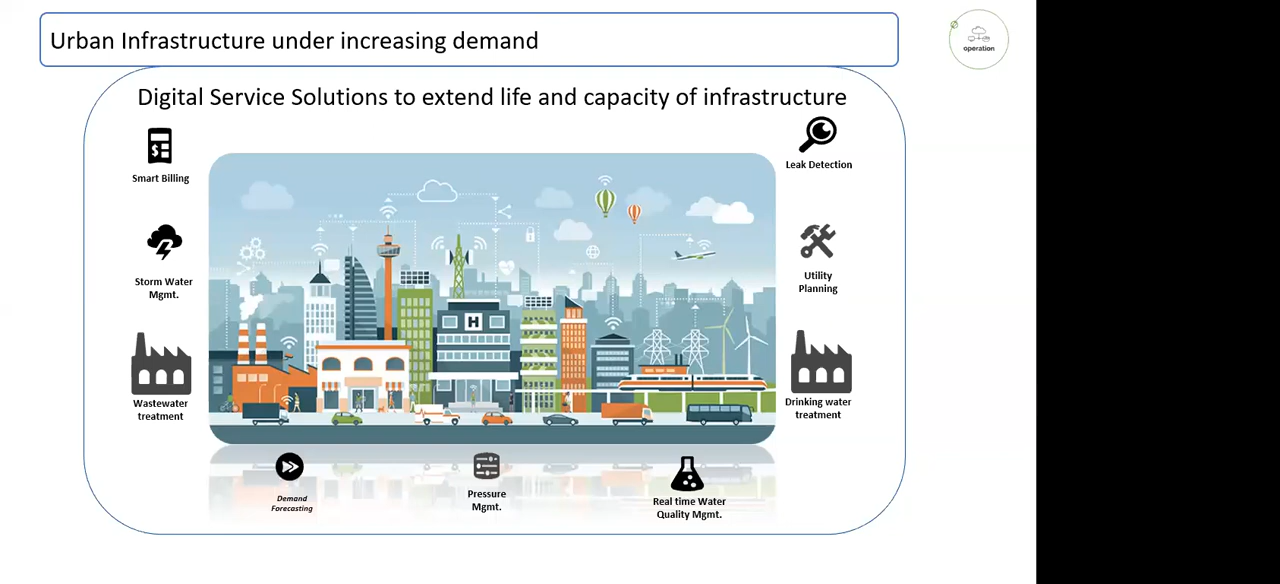 Urban Infrastructure under increasing demand
operation
Digital Service Solutions to extend life and capacity of infrastructure
Smart Billing
Leak Detection
Storm Water
Mgmt.
Utility
Planning
H
Wastewater
treatment
Drinking water
treatment
Demand
Forecasting
Pressure
Mgmt.
Real time Water
Quality Mgmt.